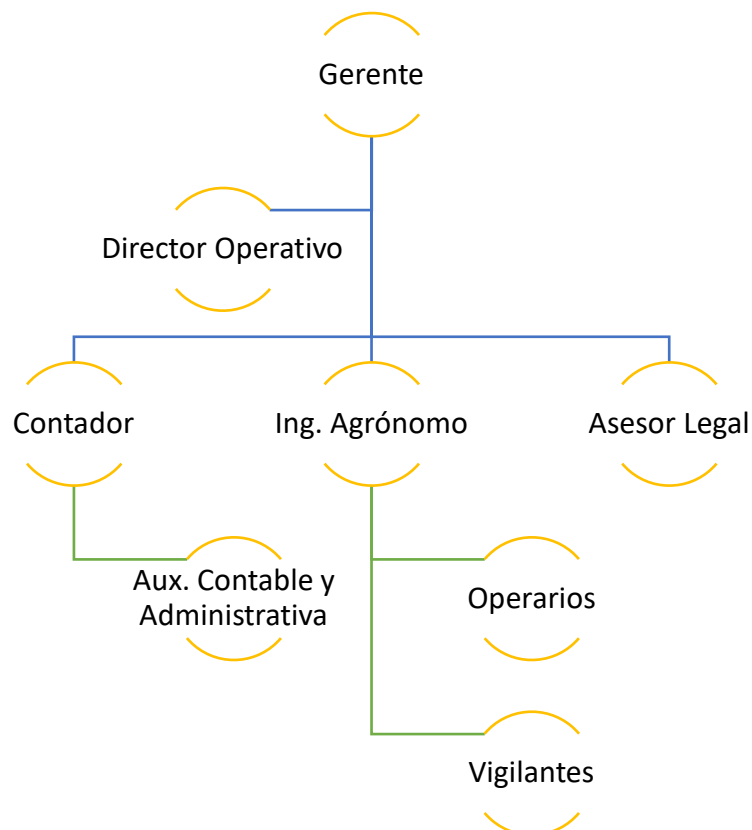 Gerente
Director Operativo
Contador
Ing. Agrónomo
Asesor Legal
Aux. Contable y
Administrativa
Operarios
Vigilantes